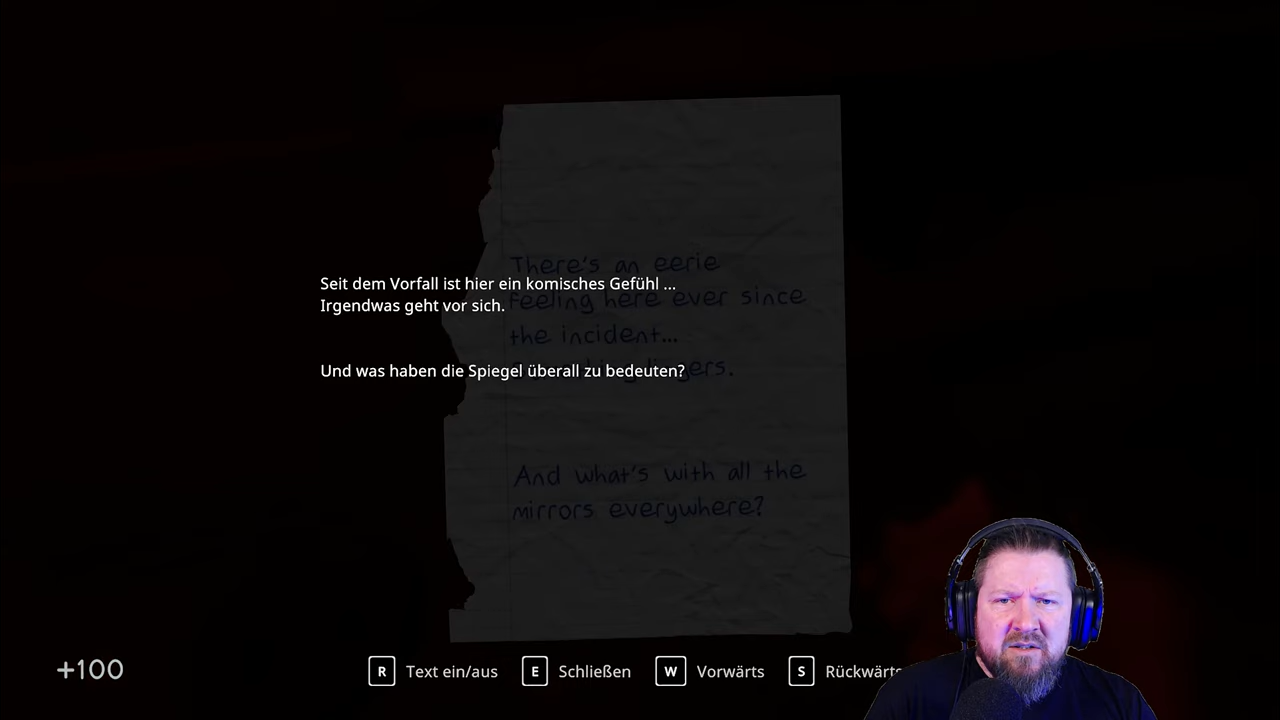 There's an eerie
Seit dem Vorfall ist hier ein komisches Gefühl ...
feeling here ever since
Irgendwas geht vor sich.
the incident...
Und was haben die Spiegel überall zu bedeuten?
And what's with all the
mirrors everywhere?
+100
R Text ein/aus E Schließen W Vorwärts S Rückwärts